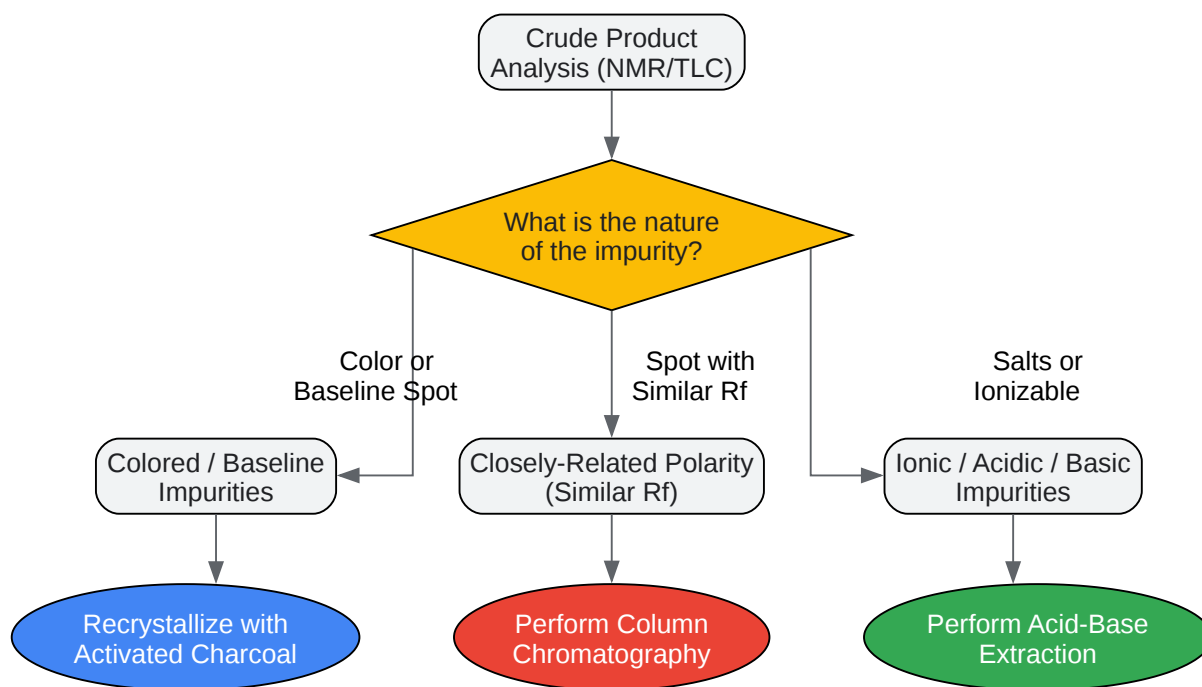 Crude Product
Analysis (NMR/TLC)
What is the nature
of the impurity?
Color or
Baseline Spot
Spot with
Similar Rf
Salts or
Ionizable
Colored / Baseline
Impurities
Closely-Related Polarity
(Similar Rf)
Ionic / Acidic / Basic
Impurities
Recrystallize with
Activated Charcoal
Perform Column
Chromatography
Perform Acid-Base
Extraction